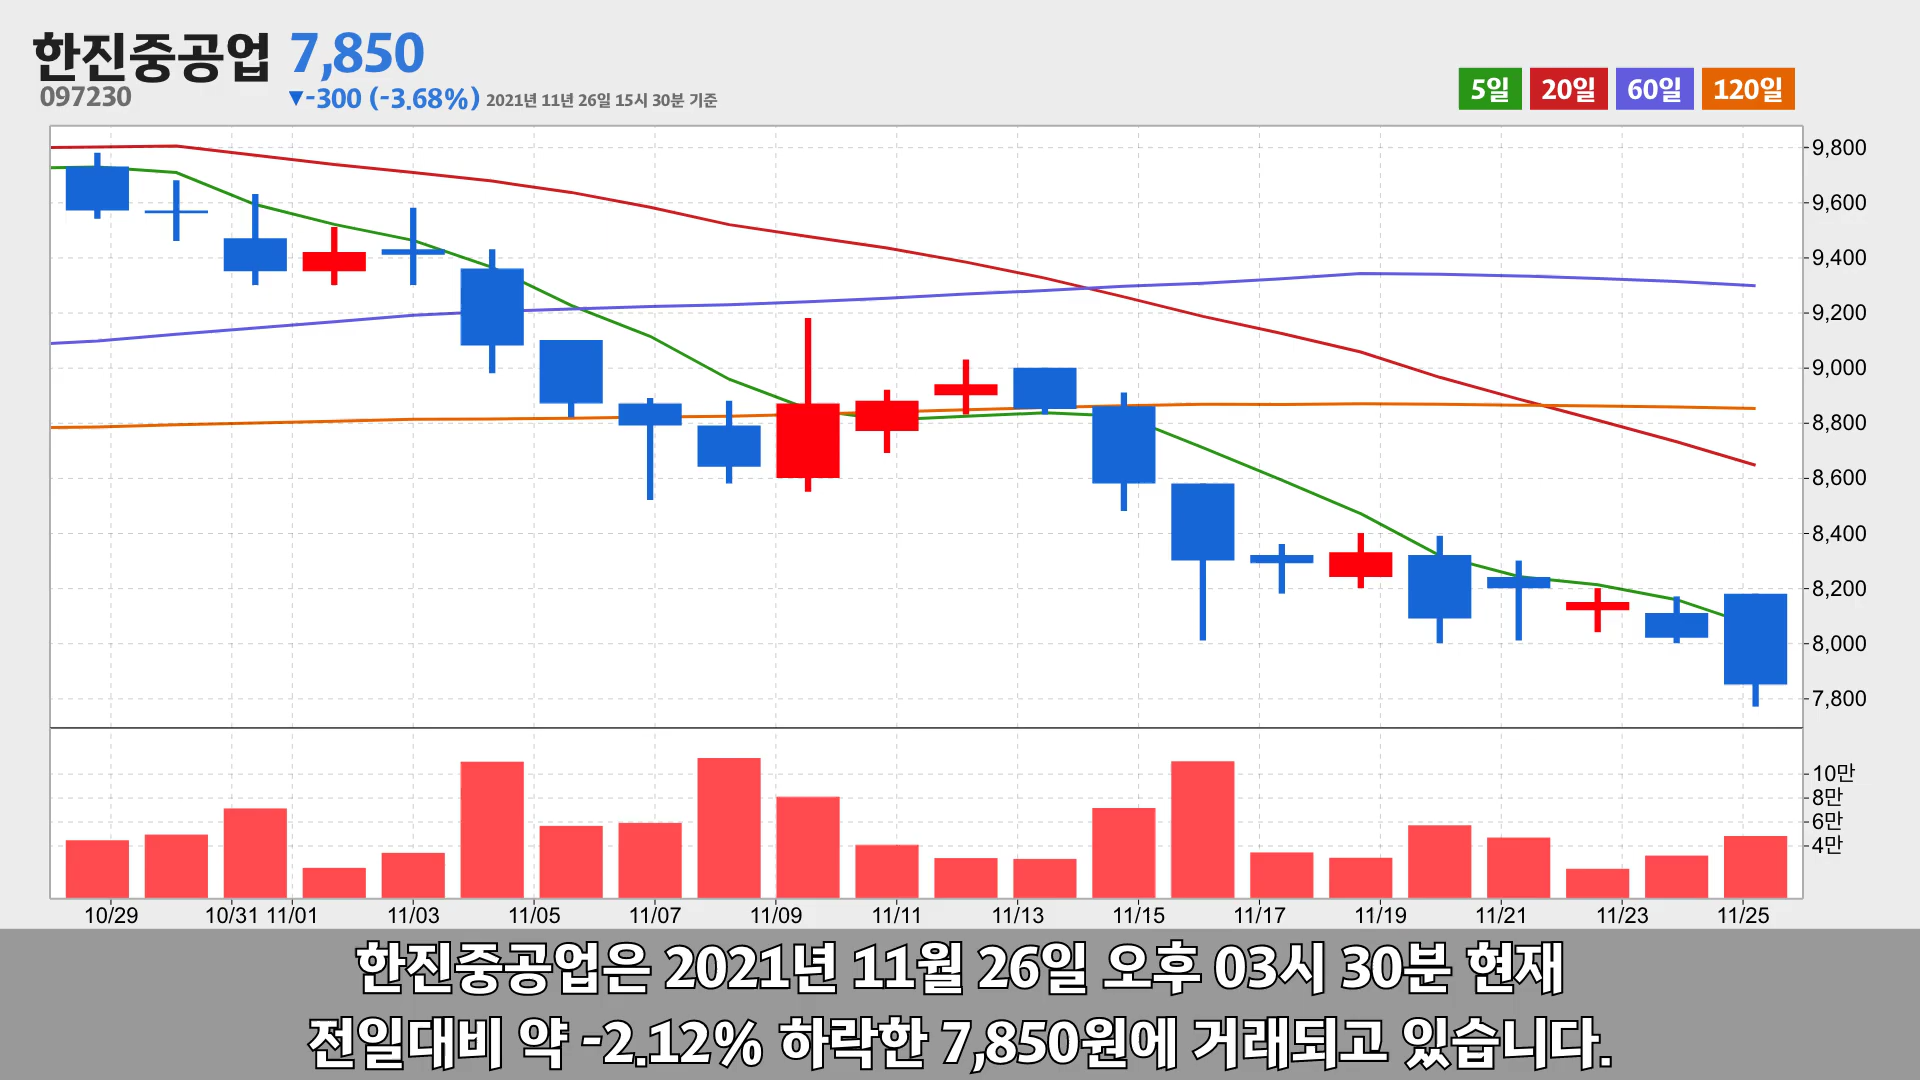 한진중공업 7,850
097230 ▼-300 (-3.68%) 2021년 11년 26일 15시 30분 기준
5일 20일 60일 120일
9,800
9,600
9,400
9,200
9,000
8,800
8,600
8,400
8,200
8,000
7,800
10만
8만
6만
4만
10/29 10/31 11/01 11/03 11/05 11/07 11/09 11/11 11/13 11/15 11/17 11/19 11/21 11/23 11/25
한진중공업은 2021년 11월 26일 오후 03시 30분 현재
전일대비 약 -2.12% 하락한 7,850원에 거래되고 있습니다.